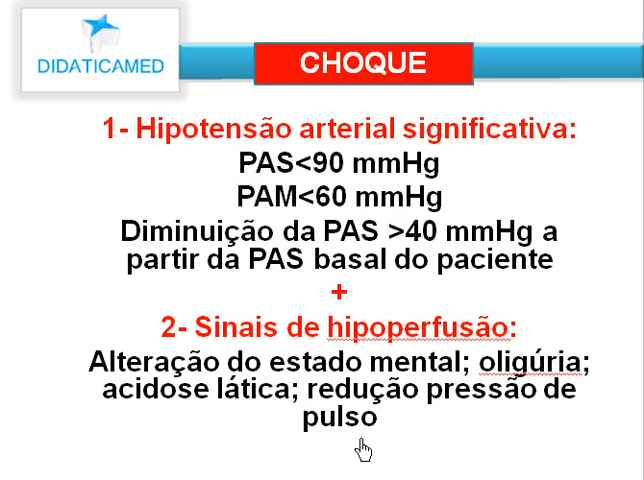 DIDATICAMED
CHOQUE
1- Hipotensão arterial significativa:
PAS<90 mmHg
PAM<60 mmHg
Diminuição da PAS >40 mmHg a
partir da PAS basal do paciente
+
2- Sinais de hipoperfusão:
Alteração do estado mental; oligúria;
acidose lática; redução pressão de
pulso